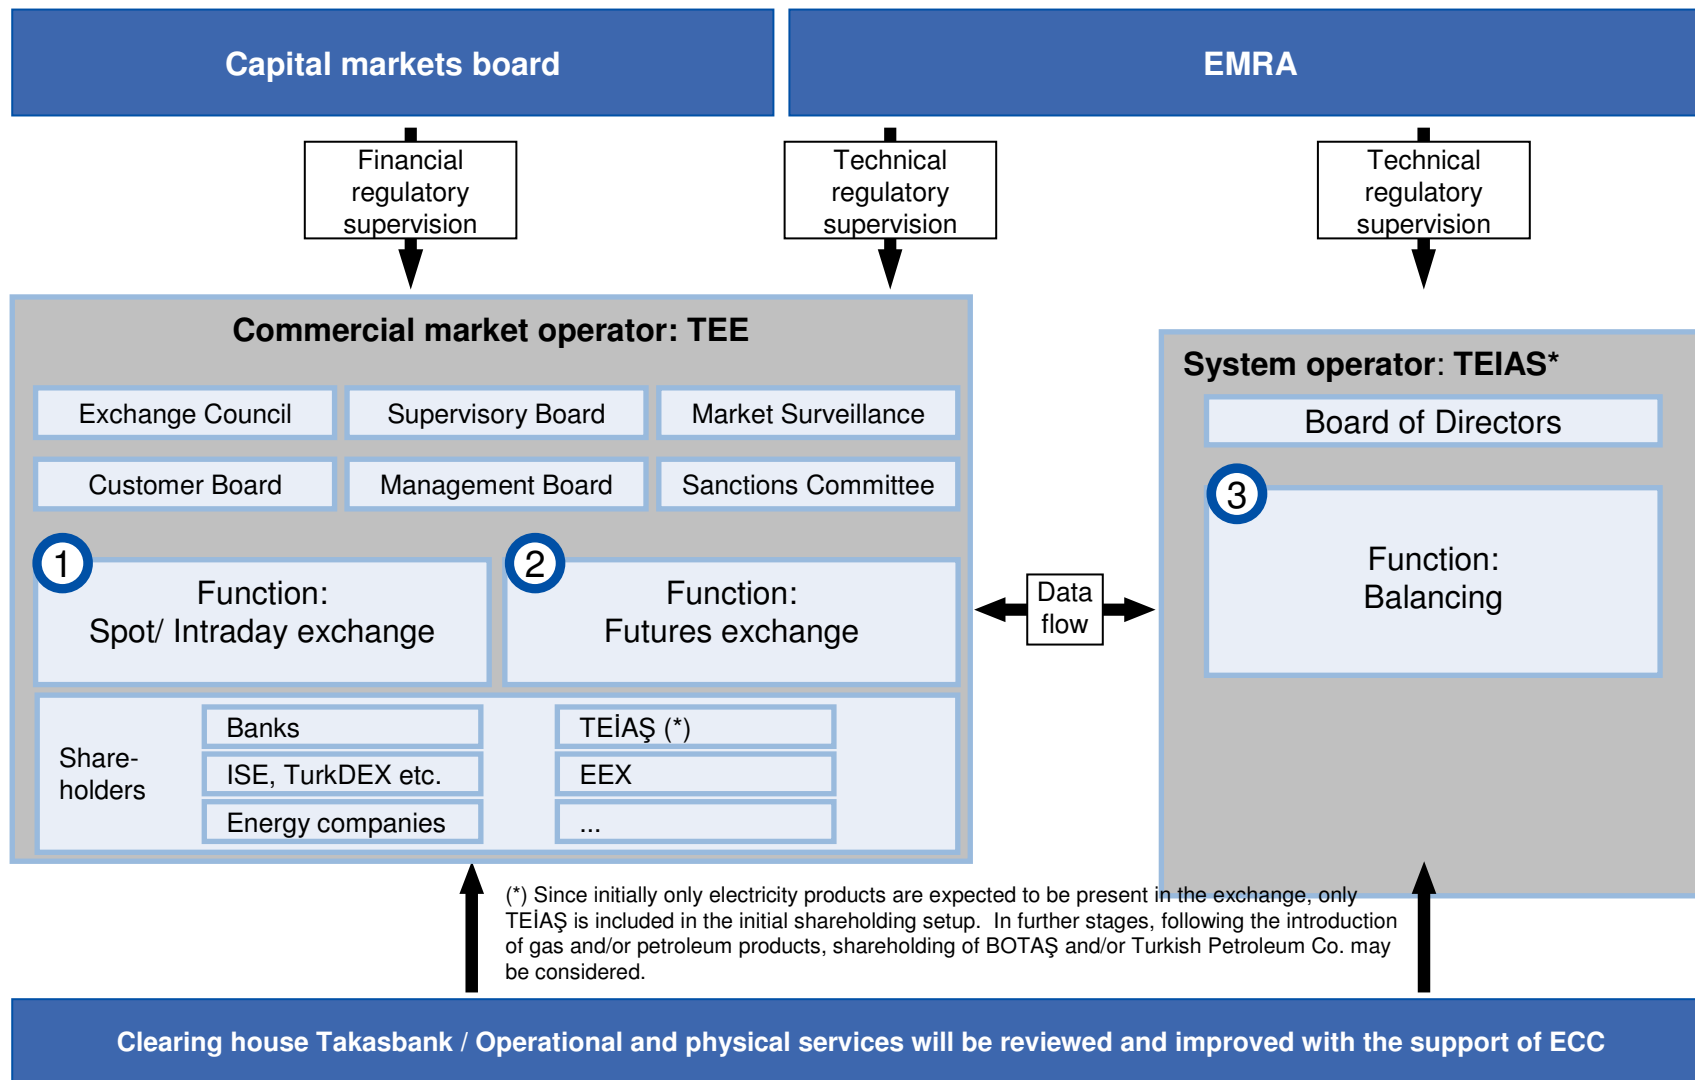 Capital markets board
EMRA
Financial
regulatory
supervision
Technical
regulatory
supervision
Technical
regulatory
supervision
Commercial market operator: TEE
Exchange Council
Supervisory Board
Market Surveillance
Customer Board
Management Board
Sanctions Committee
1
Function:
Spot/ Intraday exchange
2
Function:
Futures exchange
Share-
holders
Banks
ISE, TurkDEX etc.
Energy companies
TEİAŞ (*)
EEX
...
Data
flow
System operator: TEIAS*
Board of Directors
3
Function:
Balancing
(*) Since initially only electricity products are expected to be present in the exchange, only
TEİAŞ is included in the initial shareholding setup.  In further stages, following the introduction
of gas and/or petroleum products, shareholding of BOTAŞ and/or Turkish Petroleum Co. may
be considered.
Clearing house Takasbank / Operational and physical services will be reviewed and improved with the support of ECC